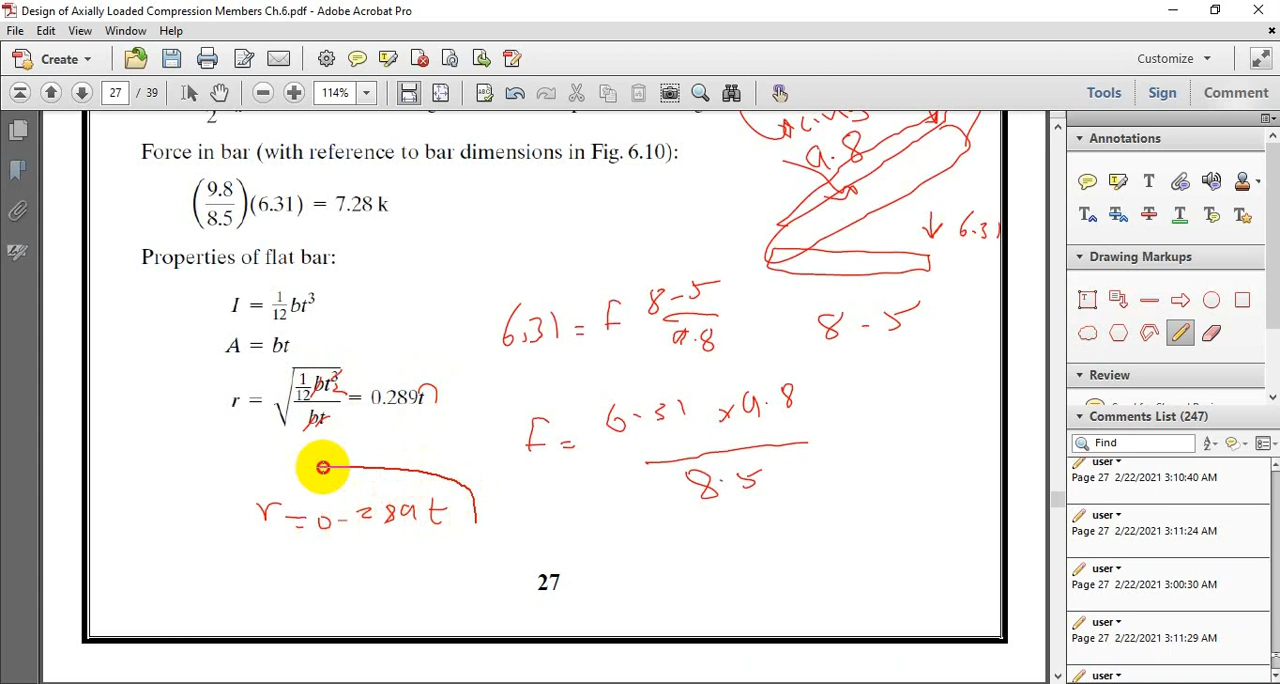 Design of Axially Loaded Compression Members Ch.6.pdf - Adobe Acrobat Pro
File Edit View Window Help
Create
Customize
27 / 39
114%
Tools Sign Comment
Force in bar (with reference to bar dimensions in Fig. 6.10):
(9.8/8.5)(6.31) = 7.28 k
Properties of flat bar:
I = 1/12 bt³
A = bt
r = √(1/12 bt³ / bt) = 0.289t
2
r = 0.289 t
6.31 = F 8.5/9.8
F = 6.31 × 9.8 / 8.5
9.8
6.31
8.5
27
Annotations
T
Drawing Markups
Review
Comments List (247)
Find
user
Page 27 2/22/2021 3:10:40 AM
user
Page 27 2/22/2021 3:11:24 AM
user
Page 27 2/22/2021 3:00:30 AM
user
Page 27 2/22/2021 3:11:29 AM
user